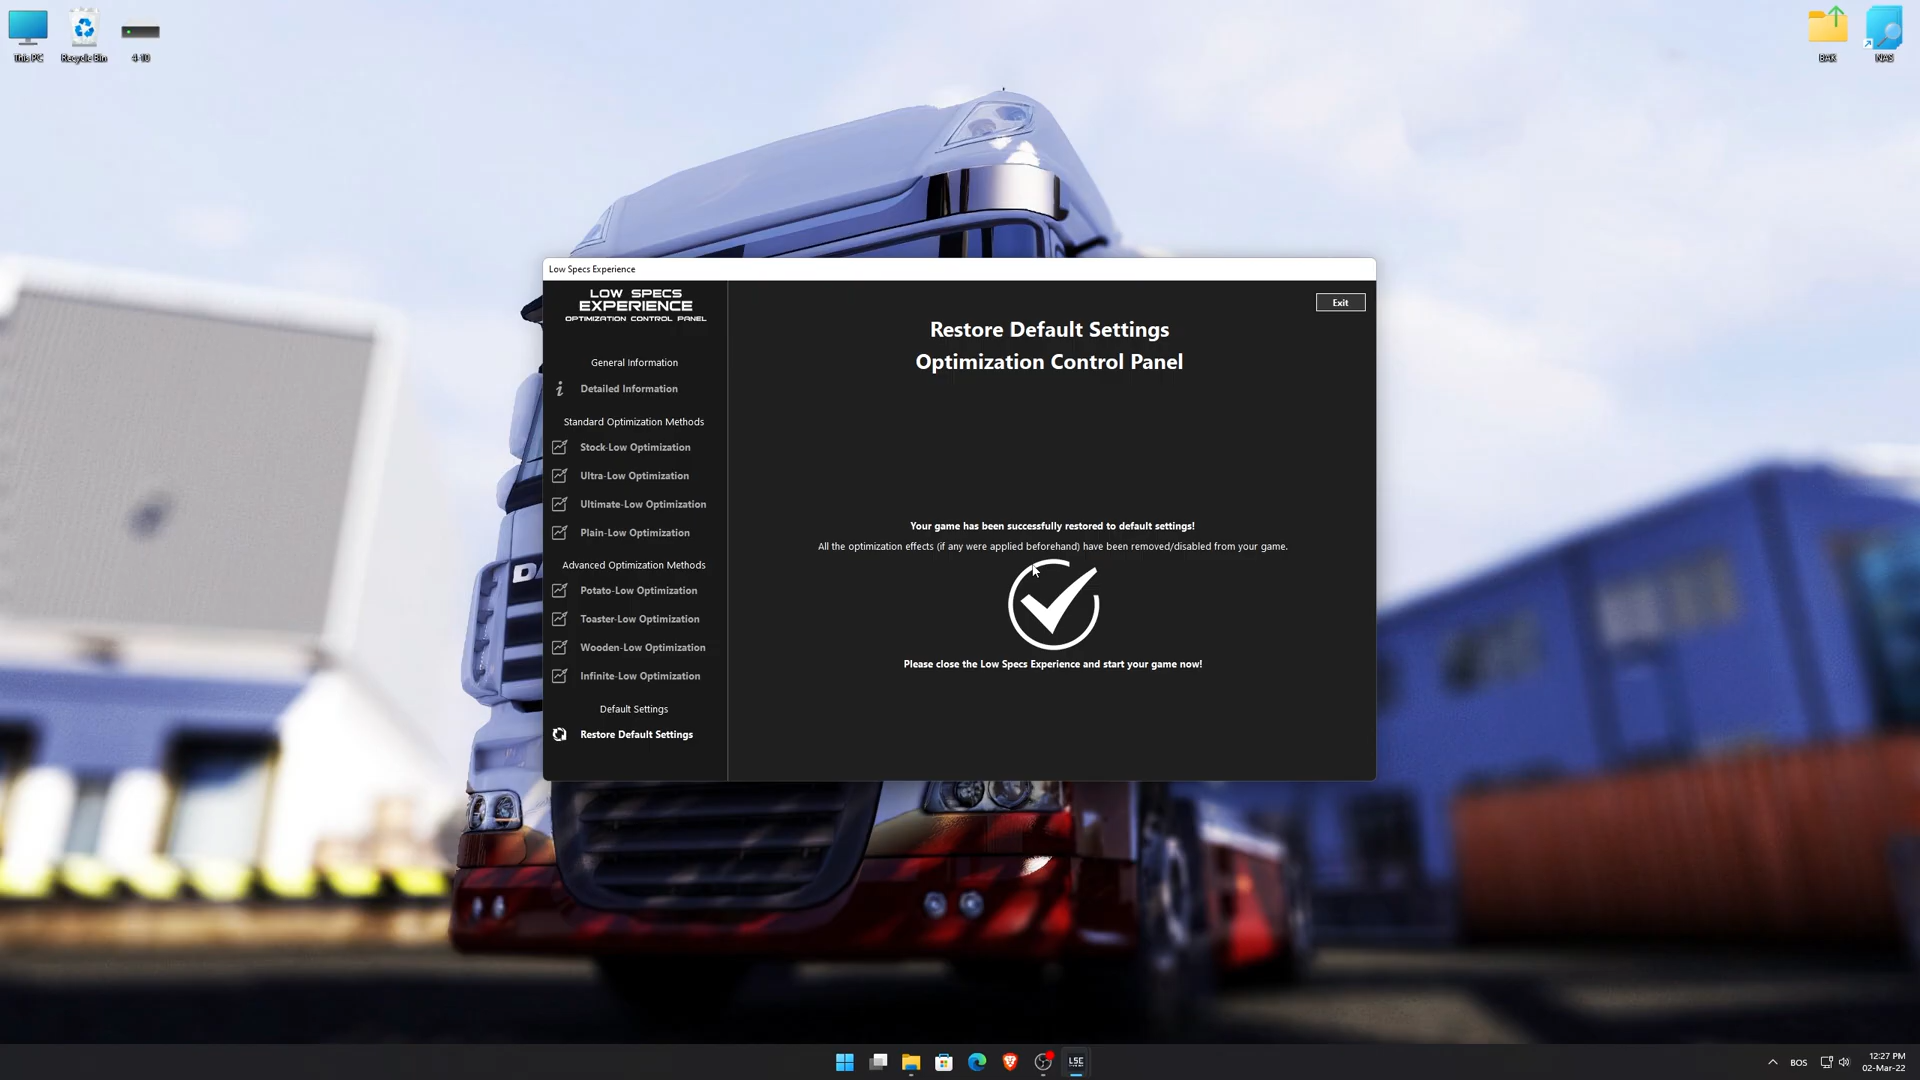 This PC
Recycle Bin
4-10
BAK
NAS
Low Specs Experience
LOW SPECS
EXPERIENCE
OPTIMIZATION CONTROL PANEL
General Information
Detailed Information
Standard Optimization Methods
Stock-Low Optimization
Ultra-Low Optimization
Ultimate-Low Optimization
Plain-Low Optimization
Advanced Optimization Methods
Potato-Low Optimization
Toaster-Low Optimization
Wooden-Low Optimization
Infinite-Low Optimization
Default Settings
Restore Default Settings
Exit
Restore Default Settings
Optimization Control Panel
Your game has been successfully restored to default settings!
All the optimization effects (if any were applied beforehand) have been removed/disabled from your game.
Please close the Low Specs Experience and start your game now!
LSE
BOS
12:27 PM
02-Mar-22